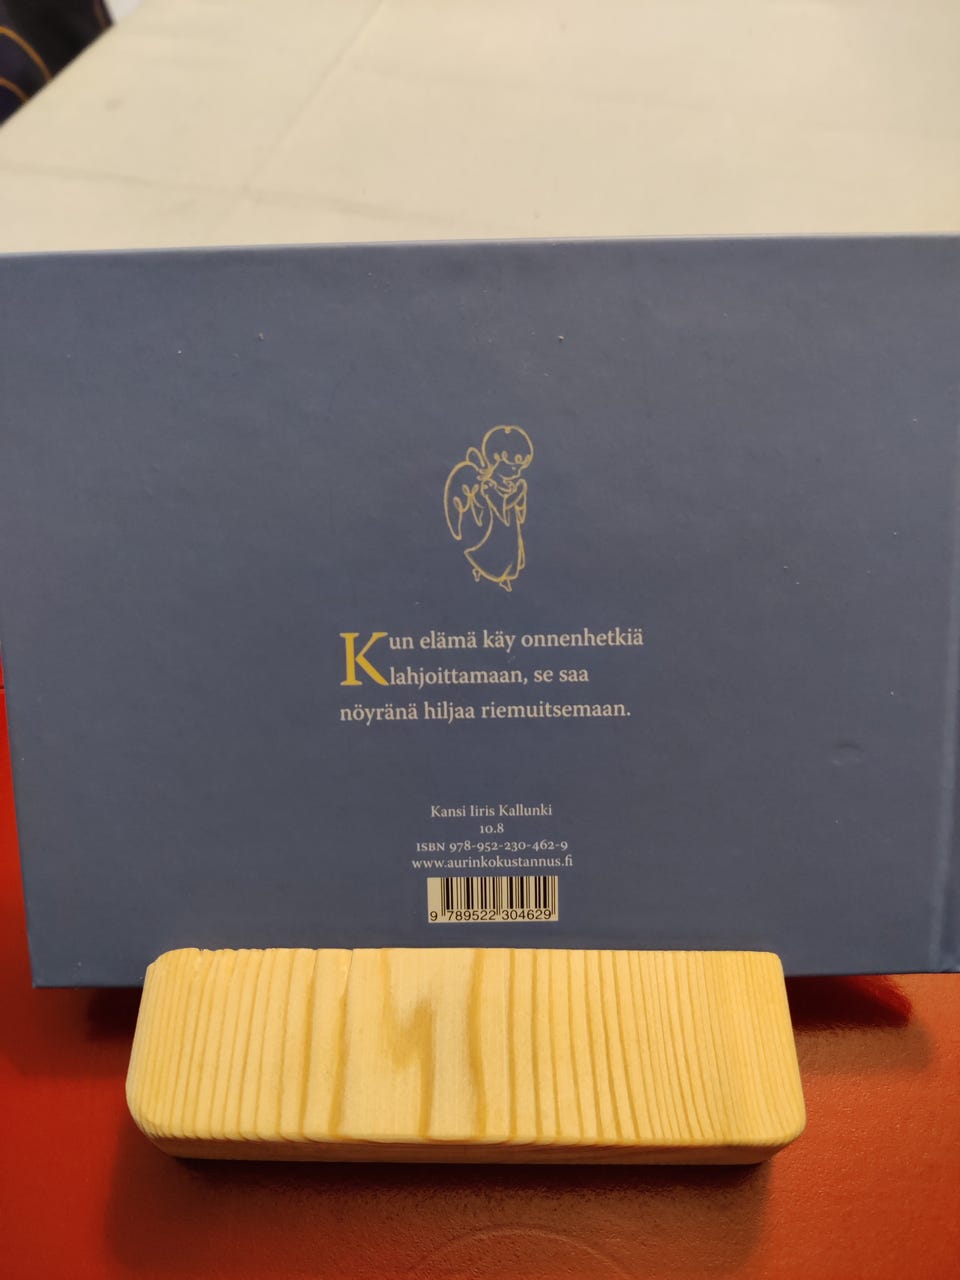 Kun elämä käy onnenhetkiä
lahjoittamaan, se saa
nöyränä hiljaa riemuitsemaan.
Kansi Iiris Kallunki
10.8
ISBN 978-952-230-462-9
www.aurinkokustannus.fi
9 789522 304629